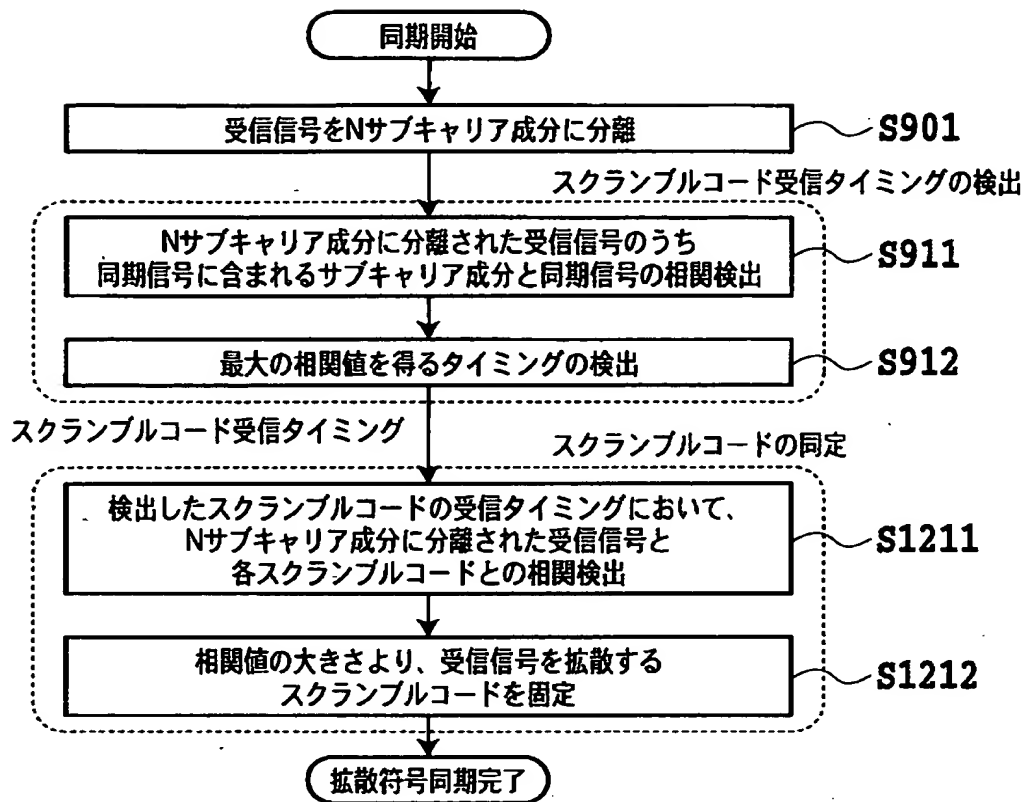 同期開始
受信信号をNサブキャリア成分に分離
S901
スクランブルコード受信タイミングの検出
Nサブキャリア成分に分離された受信信号のうち
同期信号に含まれるサブキャリア成分と同期信号の相関検出
S911
最大の相関値を得るタイミングの検出
S912
スクランブルコード受信タイミング
スクランブルコードの同定
検出したスクランブルコードの受信タイミングにおいて、
Nサブキャリア成分に分離された受信信号と
各スクランブルコードとの相関検出
S1211
相関値の大きさより、受信信号を拡散する
スクランブルコードを固定
S1212
拡散符号同期完了